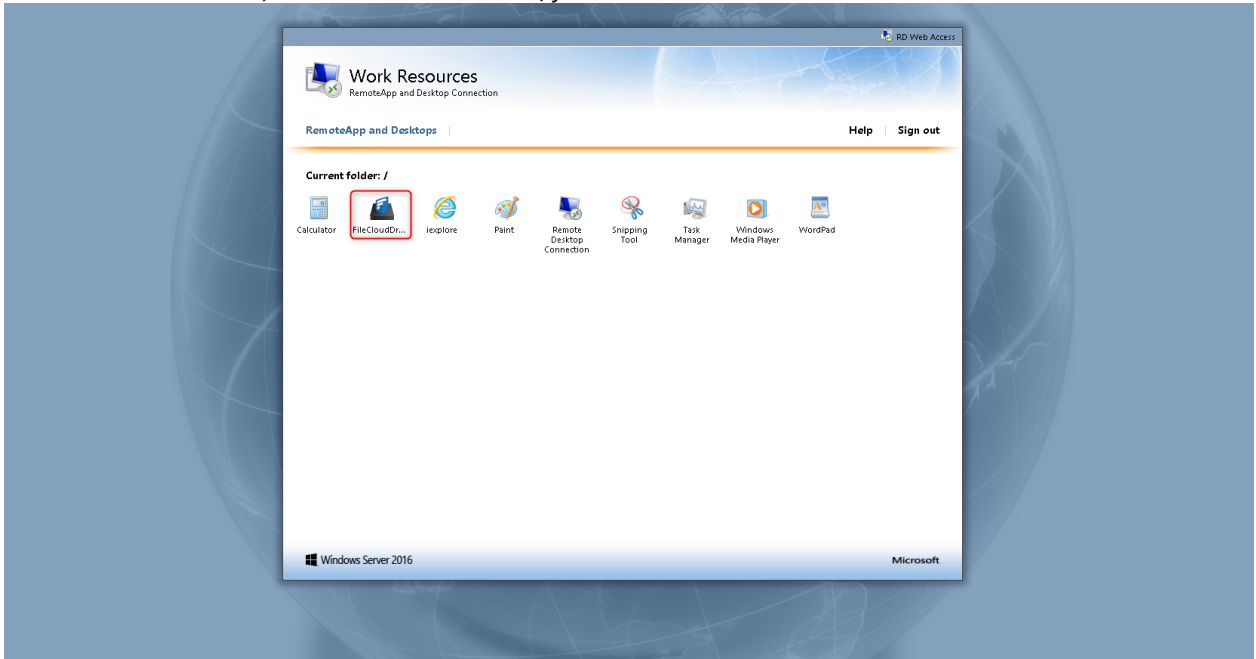 RD Web Access
Work Resources
RemoteApp and Desktop Connection
RemoteApp and Desktops
Help
Sign out
Current folder: /
Calculator
FileCloudDr...
iexplore
Paint
Remote
Desktop
Connection
Snipping
Tool
Task
Manager
Windows
Media Player
WordPad
Windows Server 2016
Microsoft